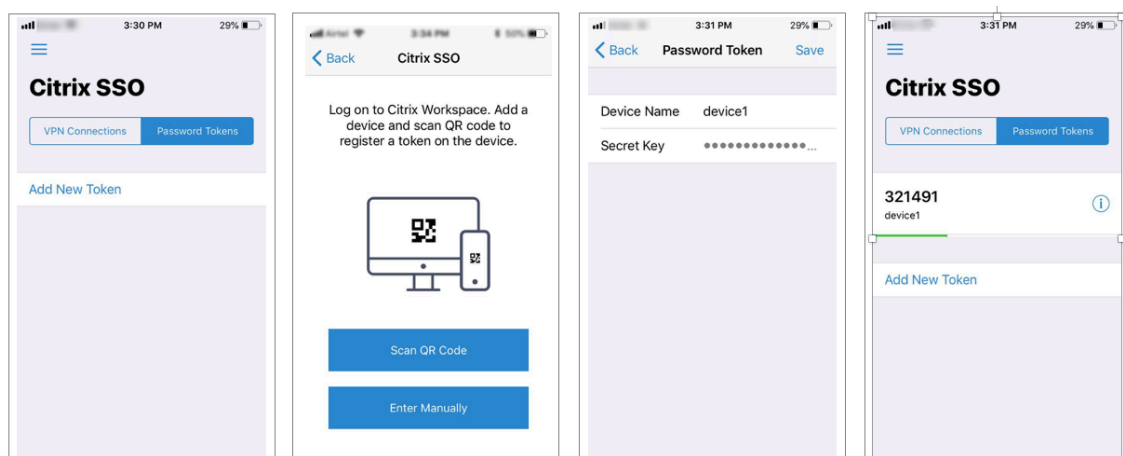 3:30 PM 29%
Citrix SSO
VPN Connections Password Tokens
Add New Token
3:34 PM 50%
Back Citrix SSO
Log on to Citrix Workspace. Add a
device and scan QR code to
register a token on the device.
Scan QR Code
Enter Manually
3:31 PM 29%
Back Password Token Save
Device Name device1
Secret Key ●●●●●●●●●●●●●...
3:31 PM 29%
Citrix SSO
VPN Connections Password Tokens
321491
device1
Add New Token